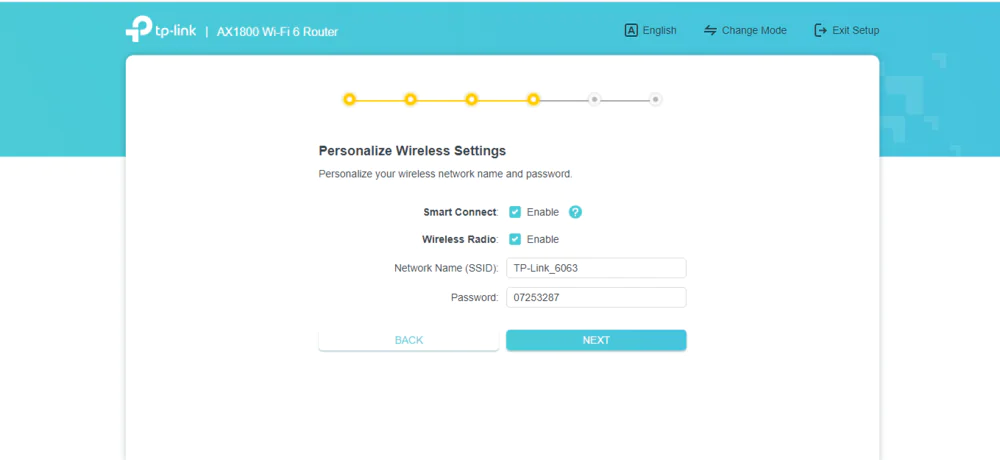 tp-link | AX1800 Wi-Fi 6 Router
A English
Change Mode
Exit Setup
Personalize Wireless Settings
Personalize your wireless network name and password.
Smart Connect: Enable ?
Wireless Radio: Enable
Network Name (SSID): TP-Link_6063
Password: 07253287
BACK
NEXT